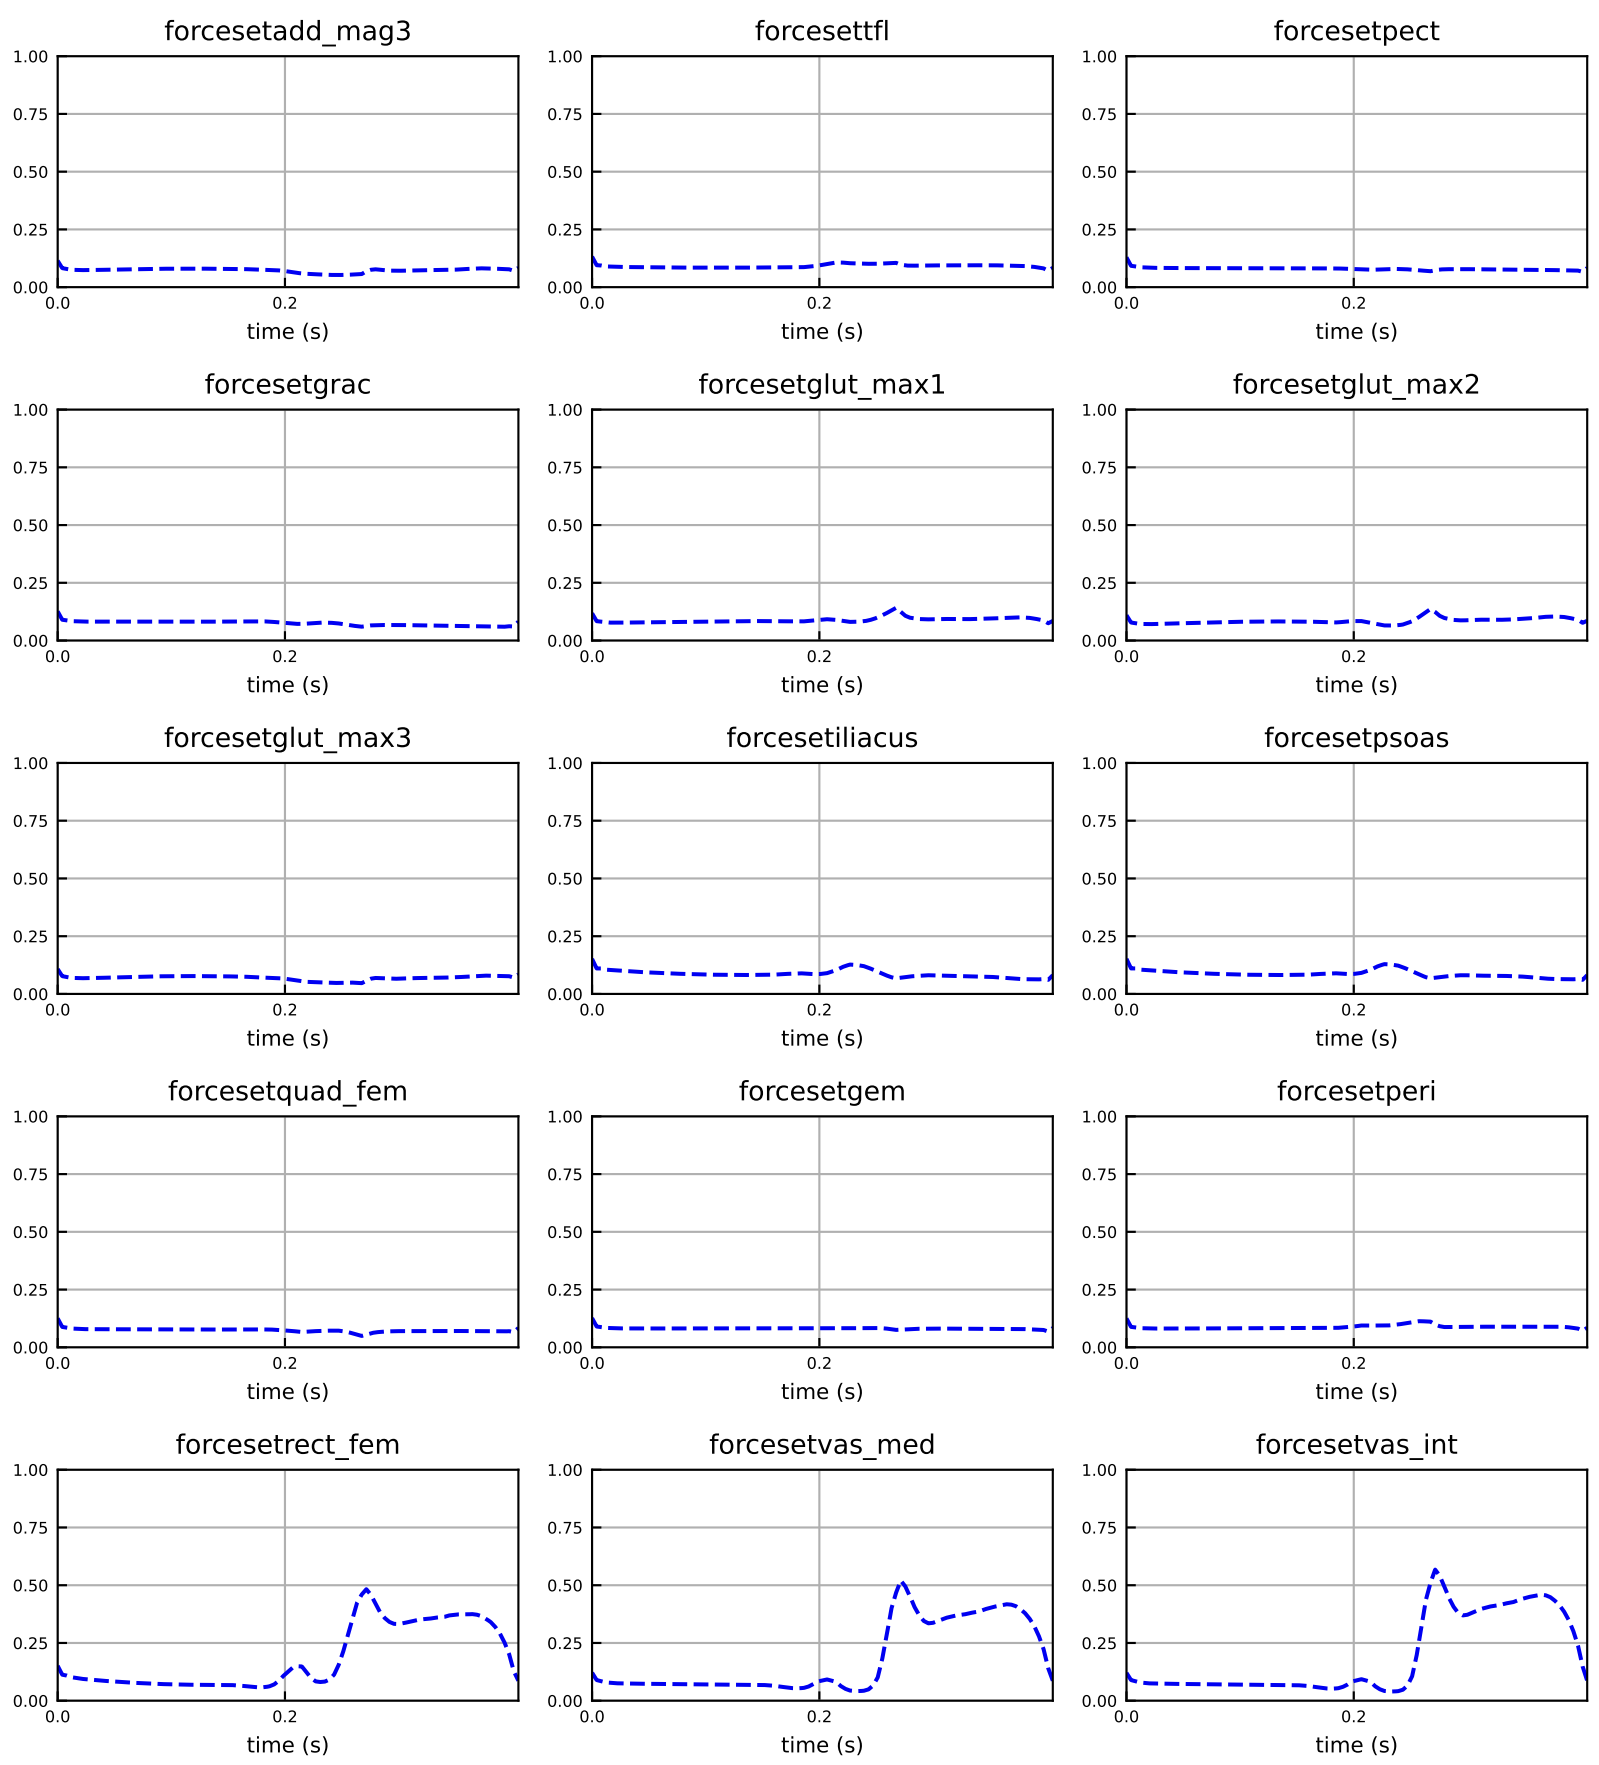 forcesetadd_mag3 forcesettfl forcesetpect
1.00 1.00 1.00
0.75 0.75 0.75
0.50 0.50 0.50
0.25 0.25 0.25
0.00 0.00 0.00
0.0 0.2 0.0 0.2 0.0 0.2
time (s) time (s) time (s)
forcesetgrac forcesetglut_max1 forcesetglut_max2
1.00 1.00 1.00
0.75 0.75 0.75
0.50 0.50 0.50
0.25 0.25 0.25
0.00 0.00 0.00
0.0 0.2 0.0 0.2 0.0 0.2
time (s) time (s) time (s)
forcesetglut_max3 forcesetiliacus forcesetpsoas
1.00 1.00 1.00
0.75 0.75 0.75
0.50 0.50 0.50
0.25 0.25 0.25
0.00 0.00 0.00
0.0 0.2 0.0 0.2 0.0 0.2
time (s) time (s) time (s)
forcesetquad_fem forcesetgem forcesetperi
1.00 1.00 1.00
0.75 0.75 0.75
0.50 0.50 0.50
0.25 0.25 0.25
0.00 0.00 0.00
0.0 0.2 0.0 0.2 0.0 0.2
time (s) time (s) time (s)
forcesetrect_fem forcesetvas_med forcesetvas_int
1.00 1.00 1.00
0.75 0.75 0.75
0.50 0.50 0.50
0.25 0.25 0.25
0.00 0.00 0.00
0.0 0.2 0.0 0.2 0.0 0.2
time (s) time (s) time (s)